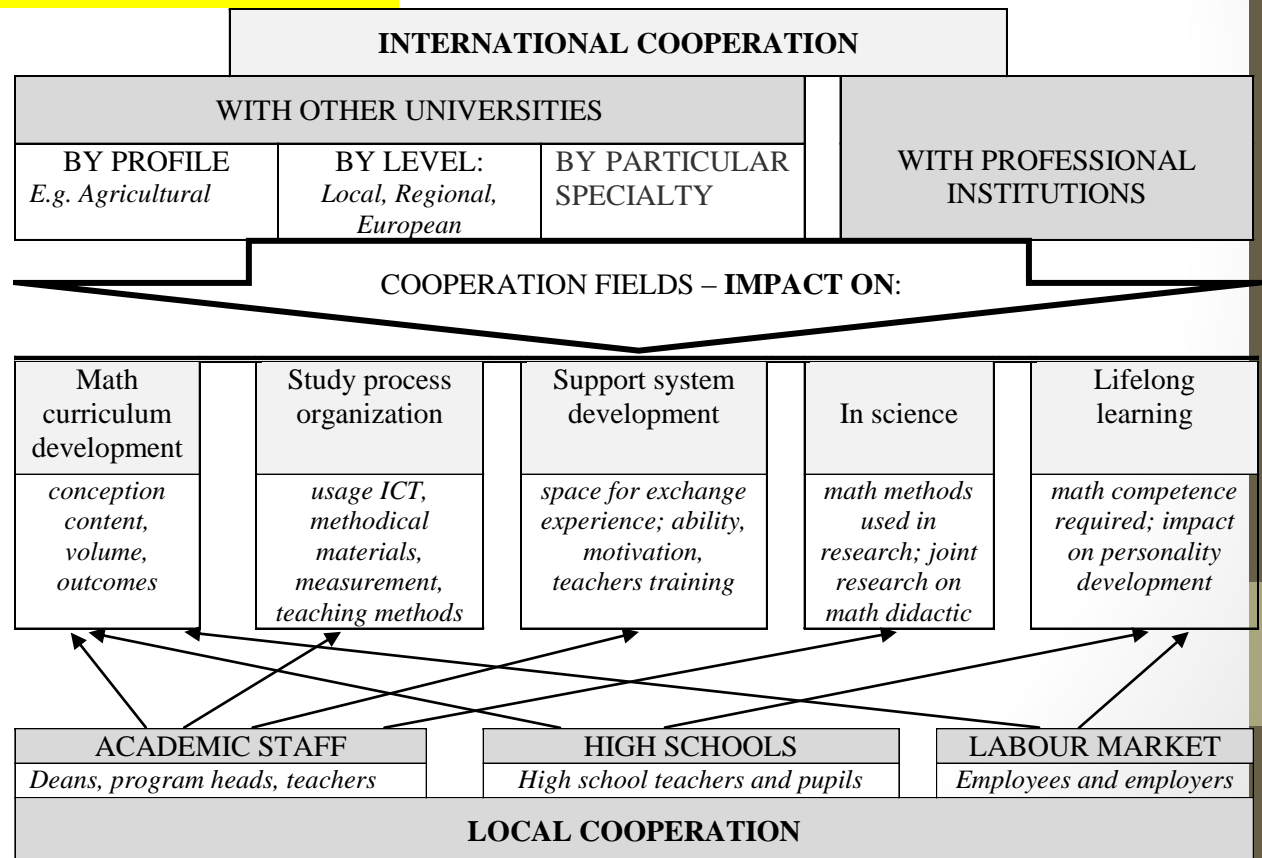 INTERNATIONAL COOPERATION
WITH OTHER UNIVERSITIES
BY PROFILE
E.g. Agricultural
BY LEVEL:
Local, Regional,
European
BY PARTICULAR
SPECIALTY
WITH PROFESSIONAL
INSTITUTIONS
COOPERATION FIELDS – IMPACT ON:
Math
curriculum
development
conception
content,
volume,
outcomes
Study process
organization
usage ICT,
methodical
materials,
measurement,
teaching methods
Support system
development
space for exchange
experience; ability,
motivation,
teachers training
In science
math methods
used in
research; joint
research on
math didactic
Lifelong
learning
math competence
required; impact
on personality
development
ACADEMIC STAFF
Deans, program heads, teachers
HIGH SCHOOLS
High school teachers and pupils
LABOUR MARKET
Employees and employers
LOCAL COOPERATION